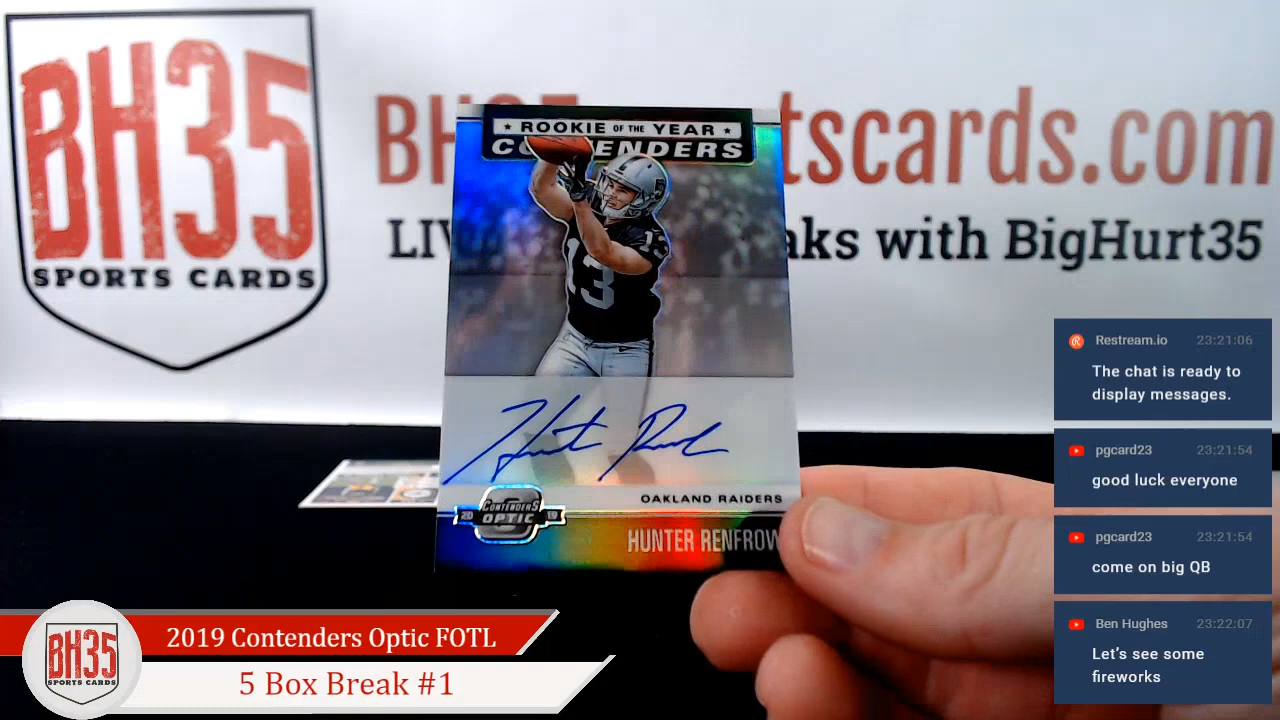 BH35
SPORTS CARDS
tscards.com
aks with BigHurt35
★ ROOKIE OF THE YEAR ★
CONTENDERS
13
13
OAKLAND RAIDERS
20 CONTENDERS 19
OPTIC
HUNTER RENFROW
Restream.io 23:21:06
The chat is ready to
display messages.
pgcard23 23:21:54
good luck everyone
pgcard23 23:21:54
come on big QB
Ben Hughes 23:22:07
Let's see some
fireworks
BH35
SPORTS CARDS
2019 Contenders Optic FOTL
5 Box Break #1